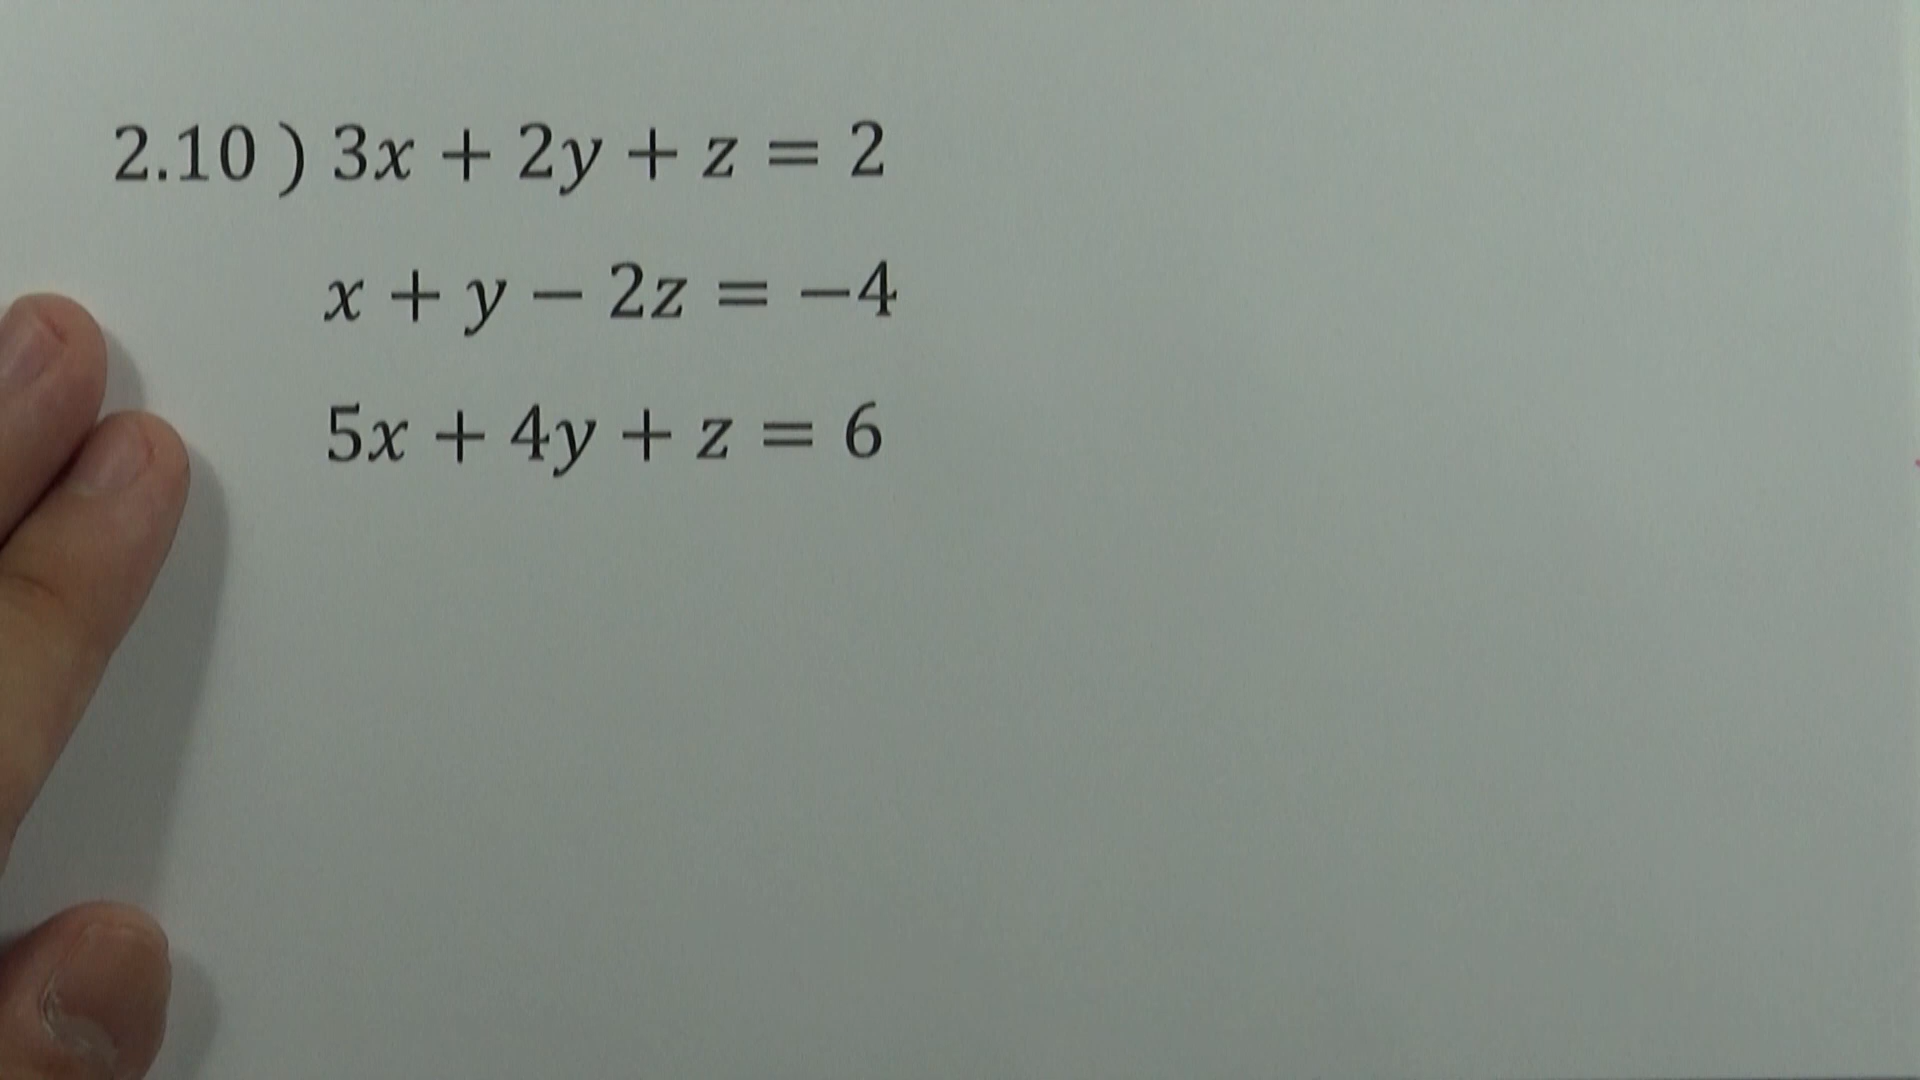 2.10 ) 3x + 2y + z = 2
x + y − 2z = −4
5x + 4y + z = 6